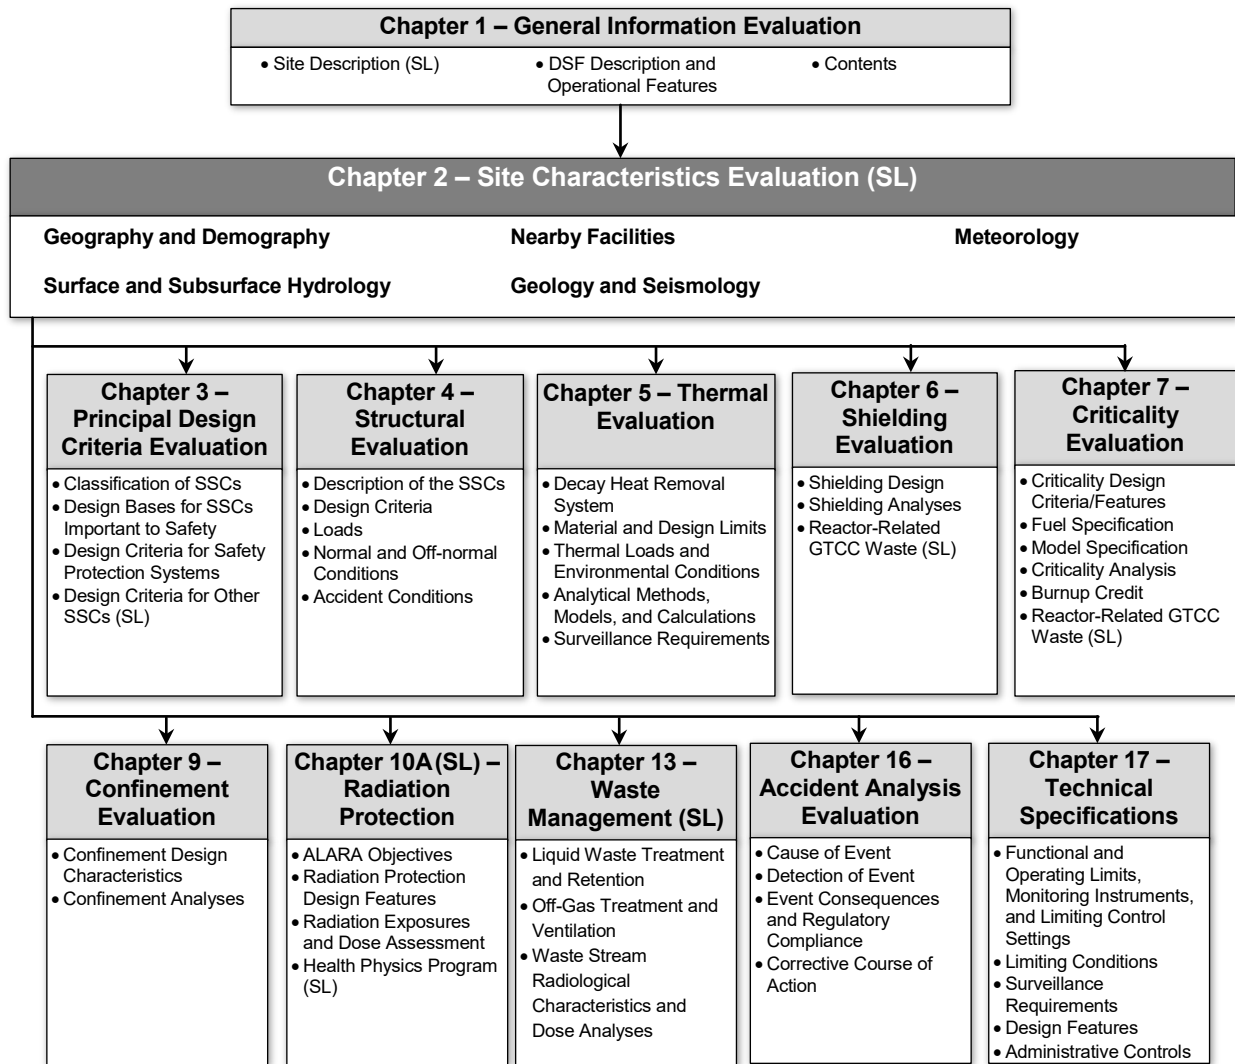 Chapter 1 – General Information Evaluation
• Site Description (SL)
• DSF Description and
Operational Features
• Contents
Chapter 2 – Site Characteristics Evaluation (SL)
Geography and Demography
Nearby Facilities
Meteorology
Surface and Subsurface Hydrology
Geology and Seismology
Chapter 3 –
Principal Design
Criteria Evaluation
• Classification of SSCs
• Design Bases for SSCs
Important to Safety
• Design Criteria for Safety
Protection Systems
• Design Criteria for Other
SSCs (SL)
Chapter 4 –
Structural
Evaluation
• Description of the SSCs
• Design Criteria
• Loads
• Normal and Off-normal
Conditions
• Accident Conditions
Chapter 5 – Thermal
Evaluation
• Decay Heat Removal
System
• Material and Design Limits
• Thermal Loads and
Environmental Conditions
• Analytical Methods,
Models, and Calculations
• Surveillance Requirements
Chapter 6 –
Shielding
Evaluation
• Shielding Design
• Shielding Analyses
• Reactor-Related
GTCC Waste (SL)
Chapter 7 –
Criticality
Evaluation
• Criticality Design
Criteria/Features
• Fuel Specification
• Model Specification
• Criticality Analysis
• Burnup Credit
• Reactor-Related GTCC
Waste (SL)
Chapter 9 –
Confinement
Evaluation
• Confinement Design
Characteristics
• Confinement Analyses
Chapter 10A (SL) –
Radiation
Protection
• ALARA Objectives
• Radiation Protection
Design Features
• Radiation Exposures
and Dose Assessment
• Health Physics Program
(SL)
Chapter 13 –
Waste
Management (SL)
• Liquid Waste Treatment
and Retention
• Off-Gas Treatment and
Ventilation
• Waste Stream
Radiological
Characteristics and
Dose Analyses
Chapter 16 –
Accident Analysis
Evaluation
• Cause of Event
• Detection of Event
• Event Consequences
and Regulatory
Compliance
• Corrective Course of
Action
Chapter 17 –
Technical
Specifications
• Functional and
Operating Limits,
Monitoring Instruments,
and Limiting Control
Settings
• Limiting Conditions
• Surveillance
Requirements
• Design Features
• Administrative Controls